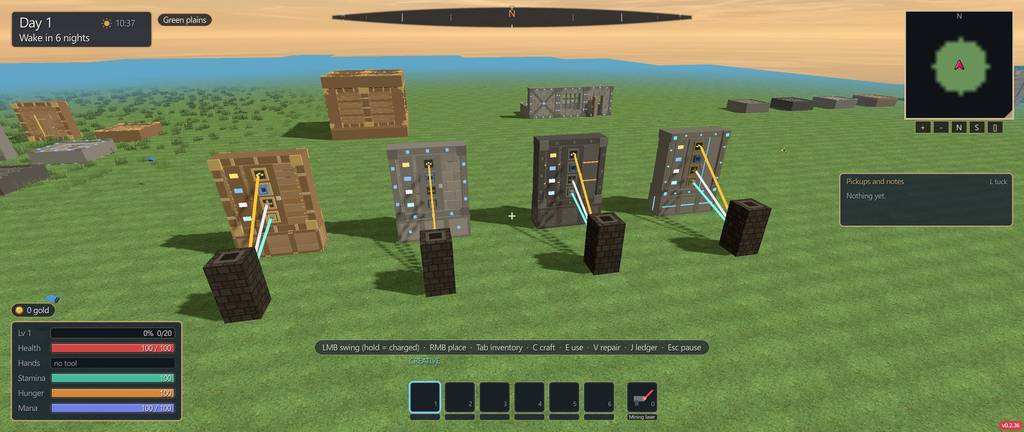 Day 1
10:37
Wake in 6 nights
Green plains
N
N
+ - N S []
Pickups and notes
L tuck
Nothing yet.
0 gold
Lv 1
0% 0/20
Health
100 / 100
Hands
no tool
Stamina
100
Hunger
100
Mana
100 / 100
LMB swing (hold = charged) · RMB place · Tab inventory · C craft · E use · V repair · J ledger · Esc pause
CREATIVE
1
2
3
4
5
6
0
Mining laser
v0.2.36